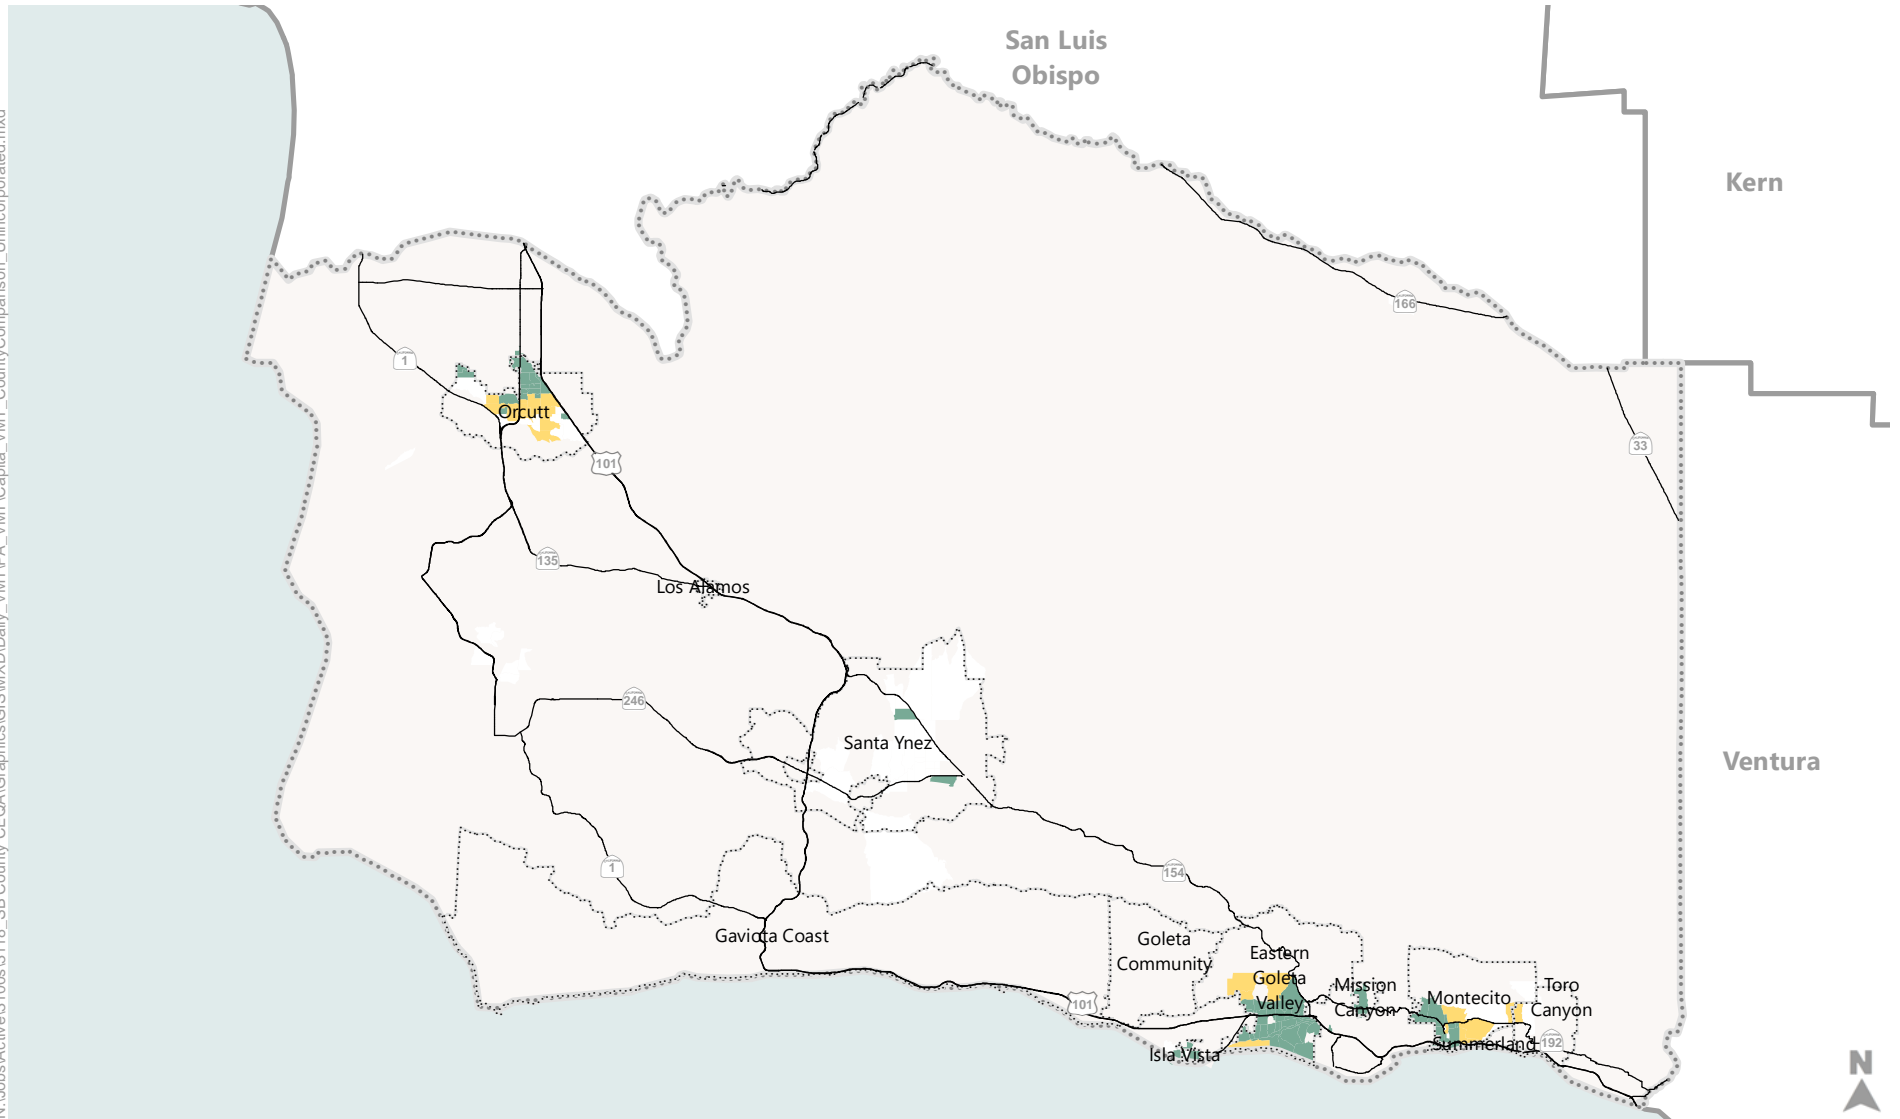 San Luis
Obispo
Kern
166
1
Orcutt
33
101
135
Los Alamos
246
Santa Ynez
Ventura
1
154
Gaviota Coast
Goleta
Community
Eastern
Goleta
Valley
Mission
Canyon
Montecito
Toro
Canyon
101
Isla Vista
Summerland
192
N